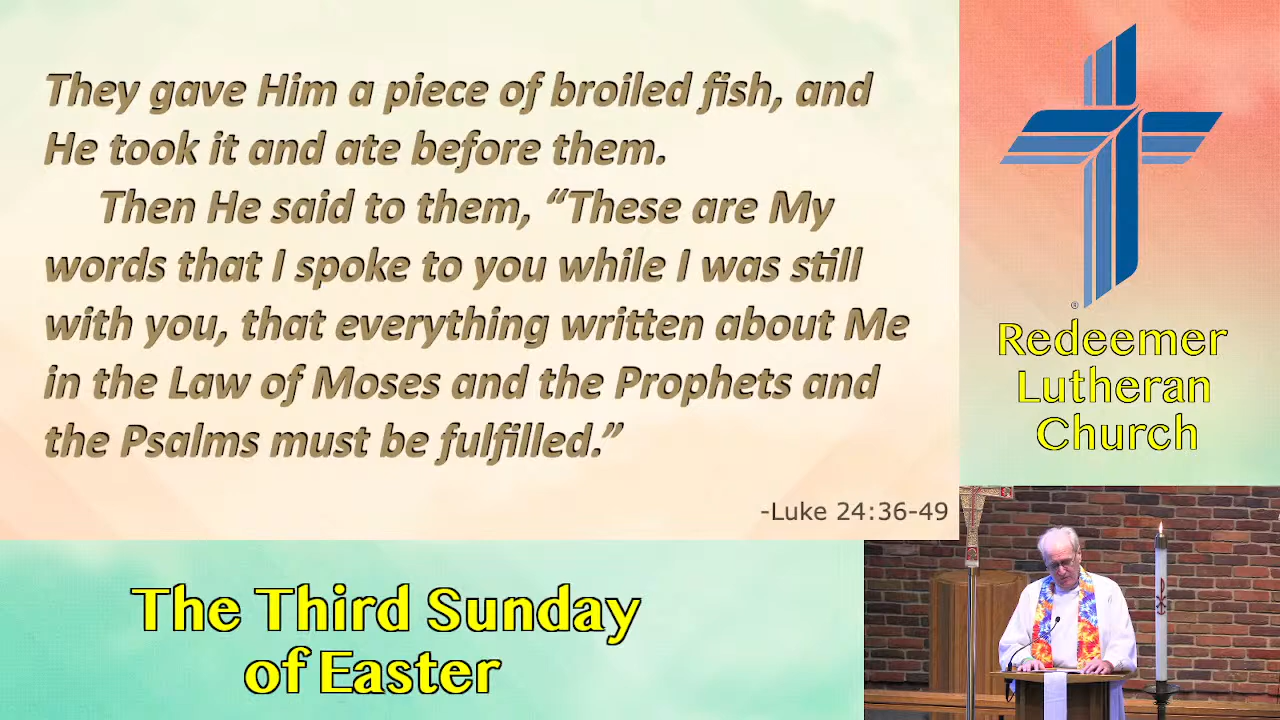 They gave Him a piece of broiled fish, and
He took it and ate before them.
Then He said to them, “These are My
words that I spoke to you while I was still
with you, that everything written about Me
in the Law of Moses and the Prophets and
the Psalms must be fulfilled.”
-Luke 24:36-49
®
Redeemer
Lutheran
Church
The Third Sunday
of Easter